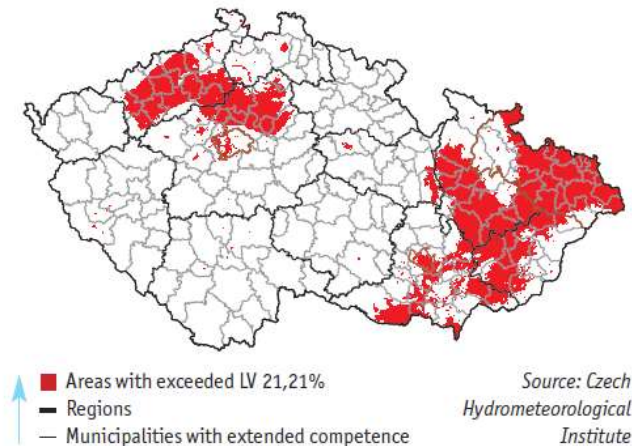 Areas with exceeded LV 21,21%
Regions
Municipalities with extended competence
Source: Czech
Hydrometeorological
Institute